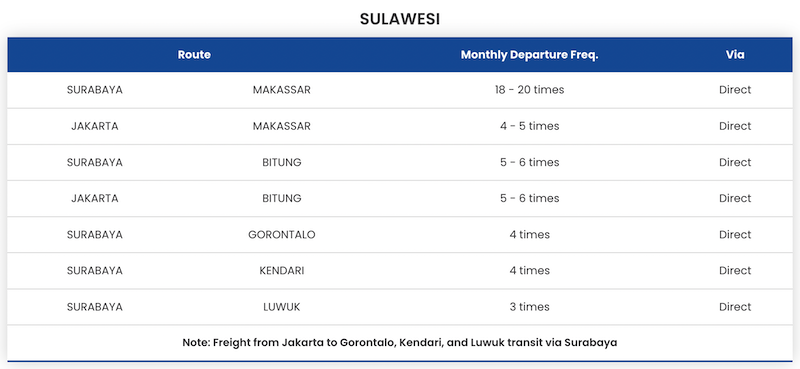 SULAWESI
Route Monthly Departure Freq. Via
SURABAYA MAKASSAR 18 - 20 times Direct
JAKARTA MAKASSAR 4 - 5 times Direct
SURABAYA BITUNG 5 - 6 times Direct
JAKARTA BITUNG 5 - 6 times Direct
SURABAYA GORONTALO 4 times Direct
SURABAYA KENDARI 4 times Direct
SURABAYA LUWUK 3 times Direct
Note: Freight from Jakarta to Gorontalo, Kendari, and Luwuk transit via Surabaya